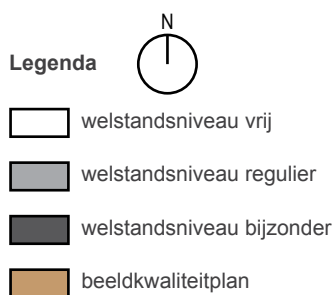 N
Legenda
welstandsniveau vrij
welstandsniveau regulier
welstandsniveau bijzonder
beeldkwaliteitplan